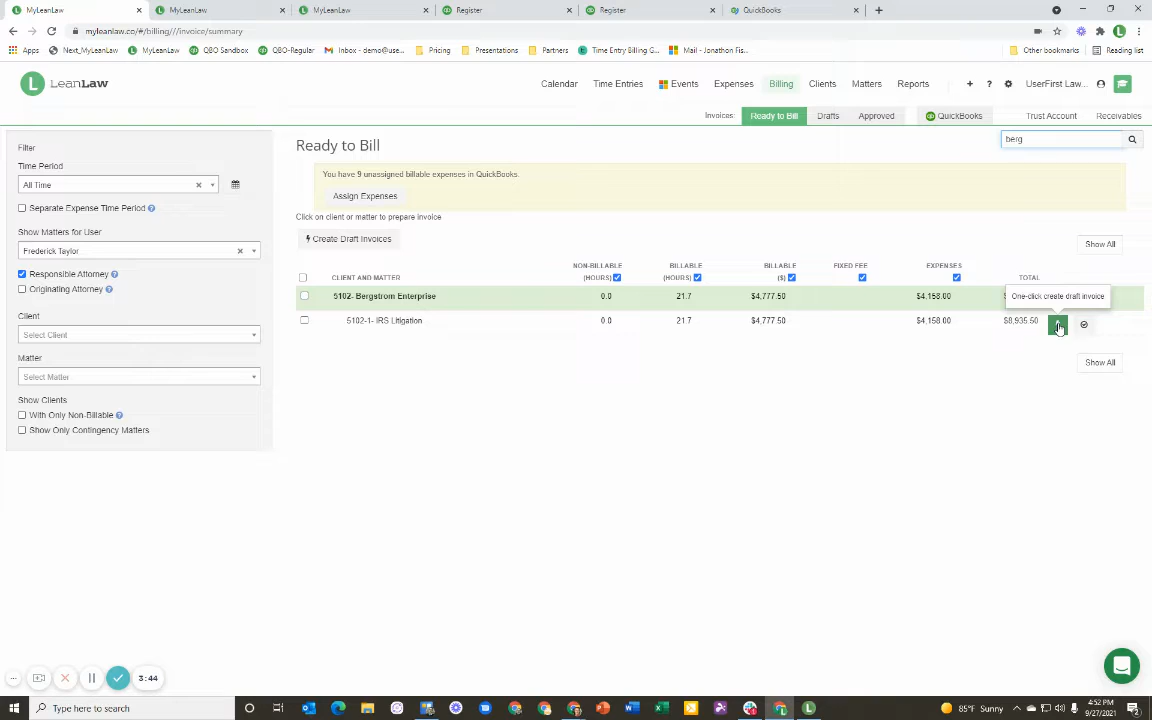 MyLeanLaw
MyLeanLaw
MyLeanLaw
Register
Register
QuickBooks
myleanlaw.co/#/billing///invoice/summary
Apps
Next_MyLeanLaw
MyLeanLaw
QBO Sandbox
QBO-Regular
Inbox - demo@use...
Pricing
Presentations
Partners
Time Entry Billing G...
Mail - Jonathon Fis...
Other bookmarks
Reading list
LeanLaw
Calendar
Time Entries
Events
Expenses
Billing
Clients
Matters
Reports
UserFirst Law...
Invoices:
Ready to Bill
Drafts
Approved
QuickBooks
Trust Account
Receivables
berg
Filter
Time Period
All Time
Separate Expense Time Period
Show Matters for User
Frederick Taylor
Responsible Attorney
Originating Attorney
Client
Select Client
Matter
Select Matter
Show Clients
With Only Non-Billable
Show Only Contingency Matters
Ready to Bill
You have 9 unassigned billable expenses in QuickBooks.
Assign Expenses
Click on client or matter to prepare invoice
Create Draft Invoices
Show All
CLIENT AND MATTER
NON-BILLABLE (HOURS)
BILLABLE (HOURS)
BILLABLE ($)
FIXED FEE
EXPENSES
TOTAL
5102- Bergstrom Enterprise 0.0 21.7 $4,777.50 $4,158.00
One-click create draft invoice
5102-1- IRS Litigation 0.0 21.7 $4,777.50 $4,158.00 $8,935.50
Show All
3:44
Type here to search
85°F Sunny
4:52 PM
9/27/2021